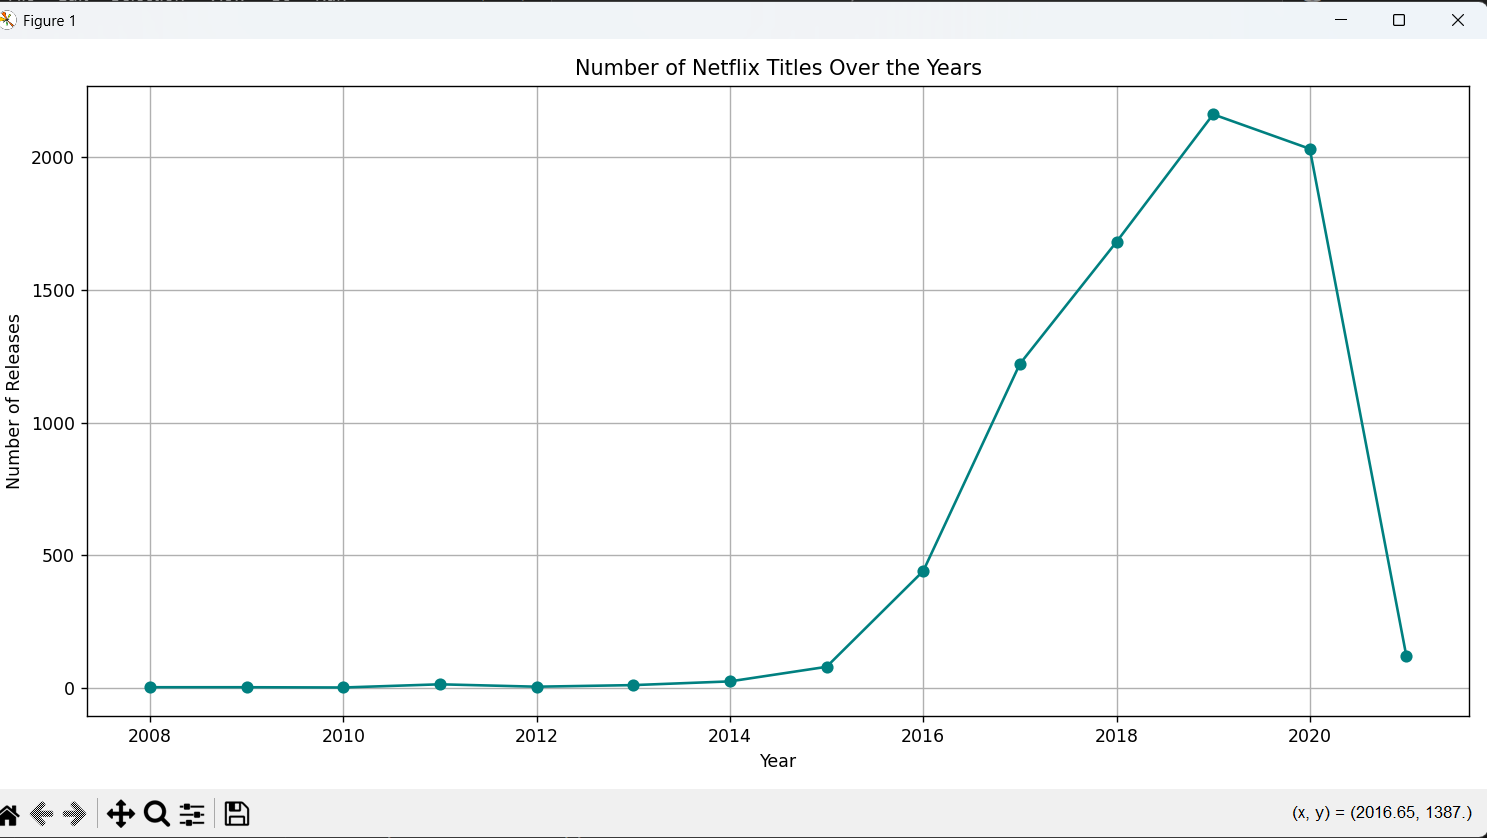 Figure 1
Number of Netflix Titles Over the Years
2000
1500
1000
500
0
Number of Releases
2008 2010 2012 2014 2016 2018 2020
Year
(x, y) = (2016.65, 1387.)